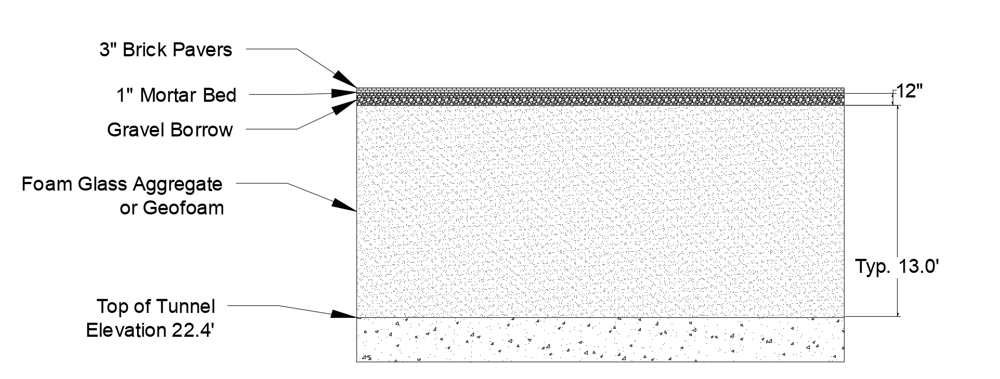 3" Brick Pavers
1" Mortar Bed
12"
Gravel Borrow
Foam Glass Aggregate
or Geofoam
Typ. 13.0'
Top of Tunnel
Elevation 22.4'